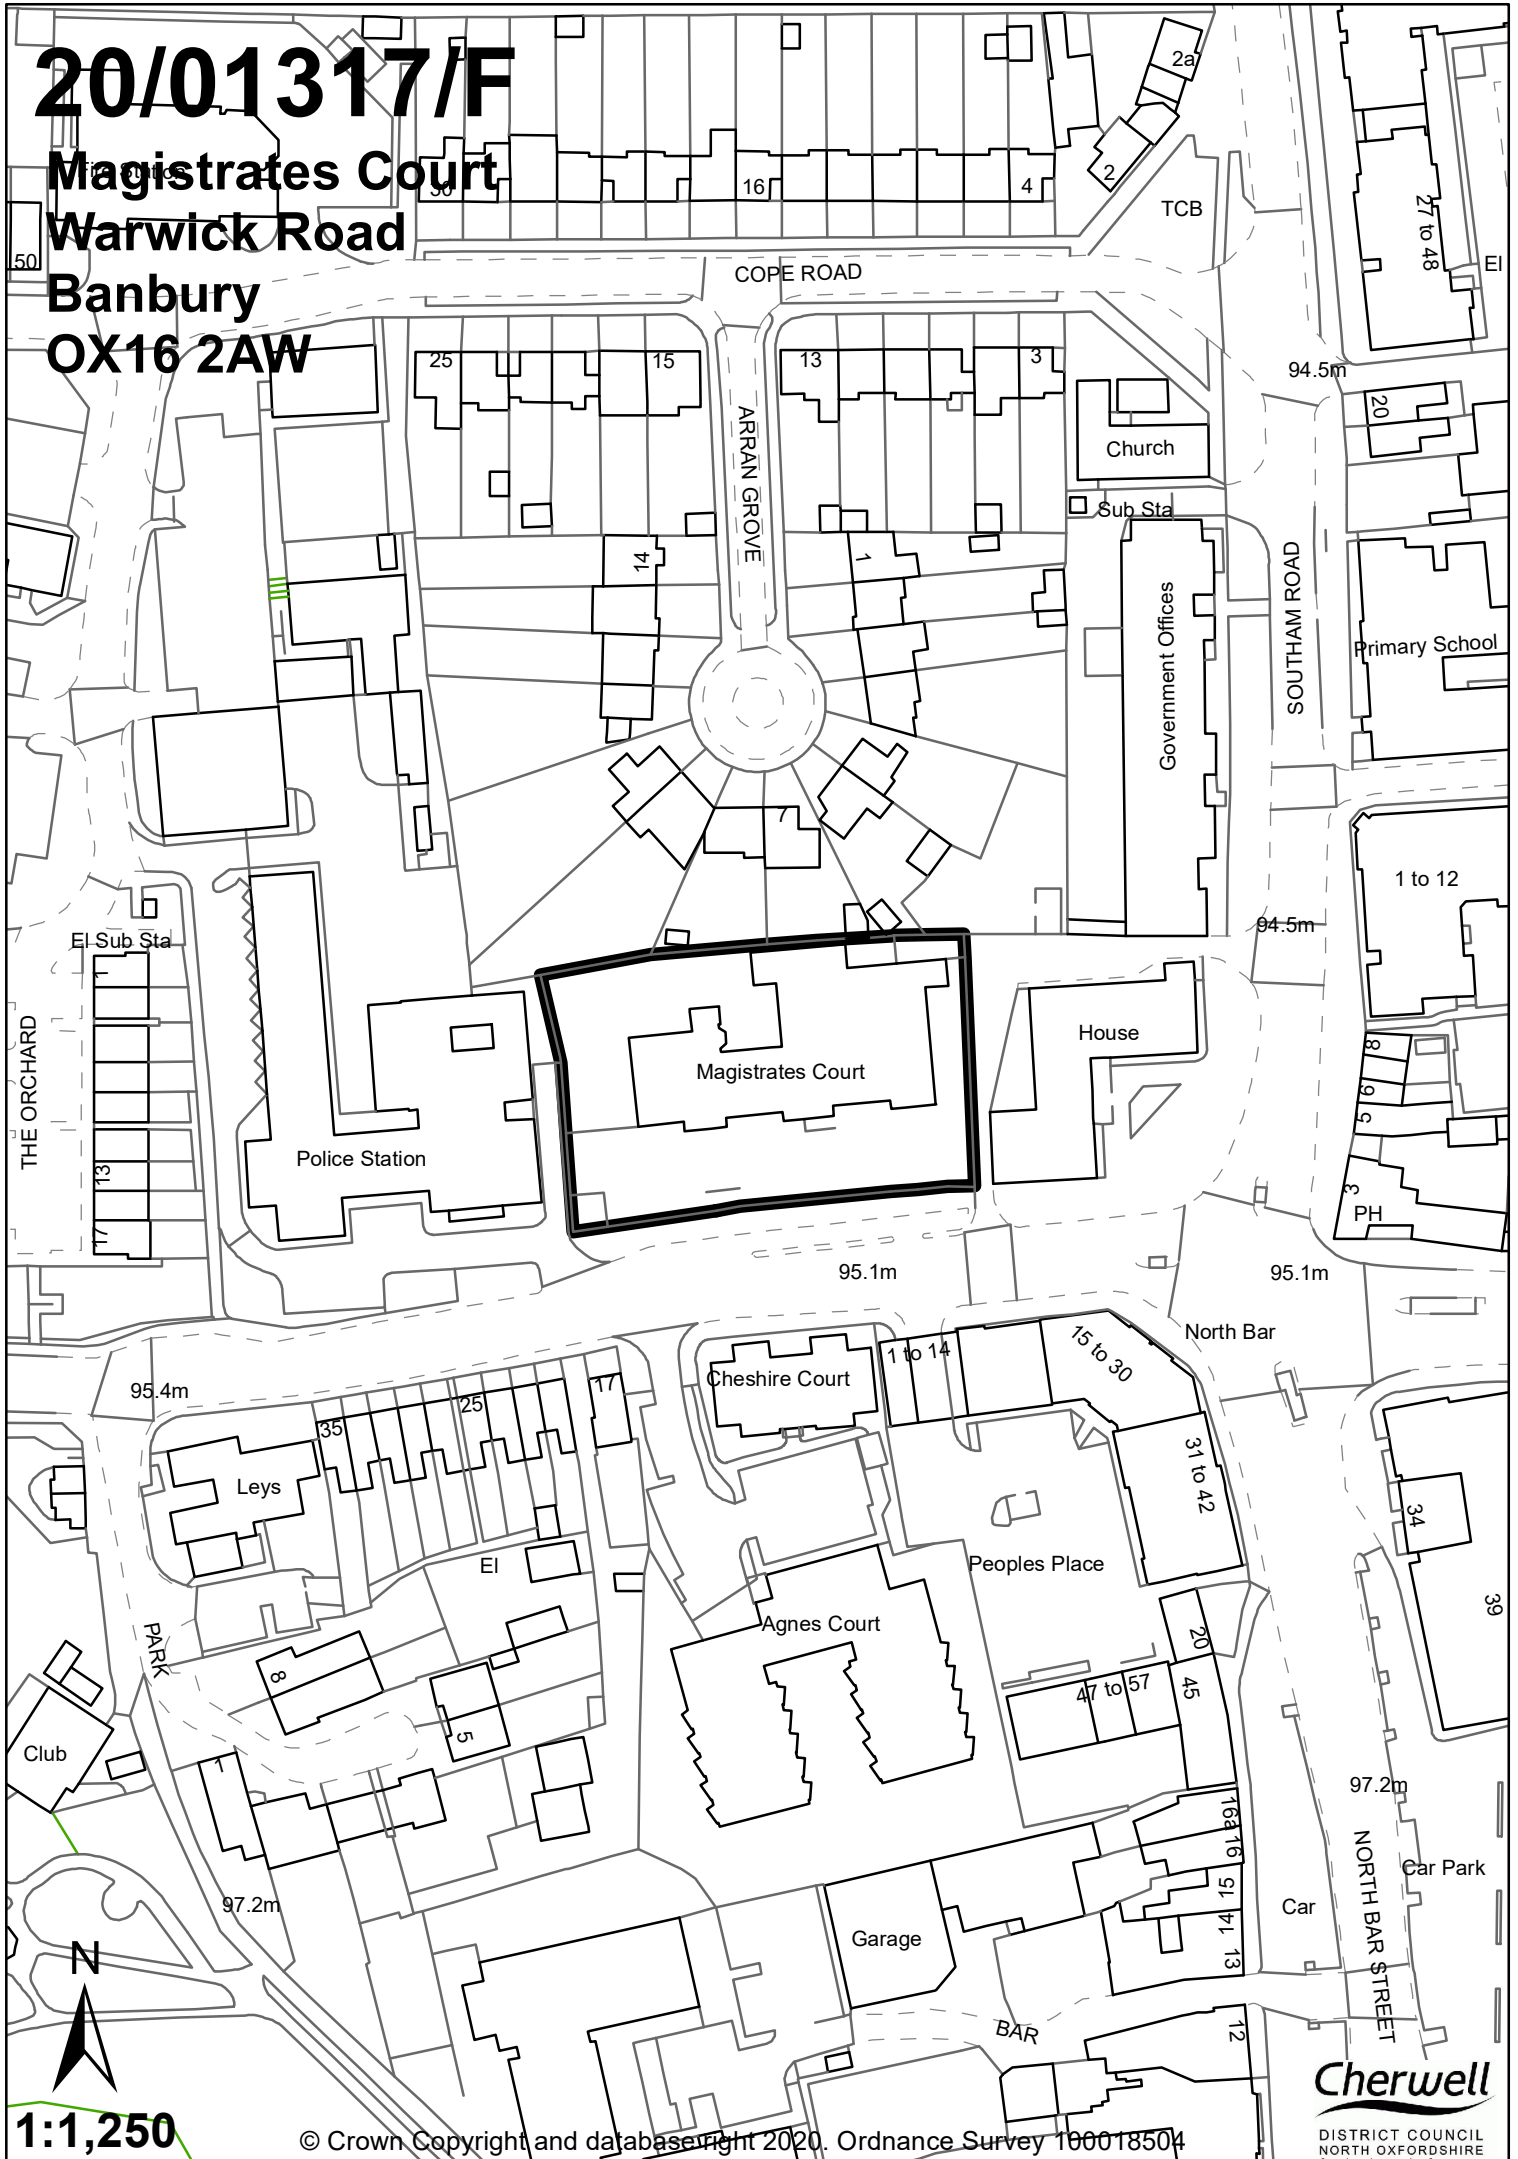 20/01317/F
Magistrates Court
Warwick Road
Banbury
OX16 2AW
Fire Station
50
30
16
4
2
2a
TCB
27 to 48
El
COPE ROAD
25
15
13
3
94.5m
20
ARRAN GROVE
Church
Sub Sta
14
1
Government Offices
SOUTHAM ROAD
Primary School
7
1 to 12
94.5m
El Sub Sta
1
THE ORCHARD
House
8
6
5
Magistrates Court
Police Station
13
17
3
PH
95.1m
95.1m
North Bar
95.4m
35
25
17
Cheshire Court
1 to 14
15 to 30
31 to 42
Leys
34
El
Peoples Place
39
Agnes Court
20
PARK
8
47 to 57
45
5
Club
1
97.2m
16a
16
NORTH BAR STREET
Car Park
97.2m
15
Car
14
Garage
13
N
BAR
12
1:1,250
© Crown Copyright and database right 2020. Ordnance Survey 100018504
Cherwell
DISTRICT COUNCIL
NORTH OXFORDSHIRE